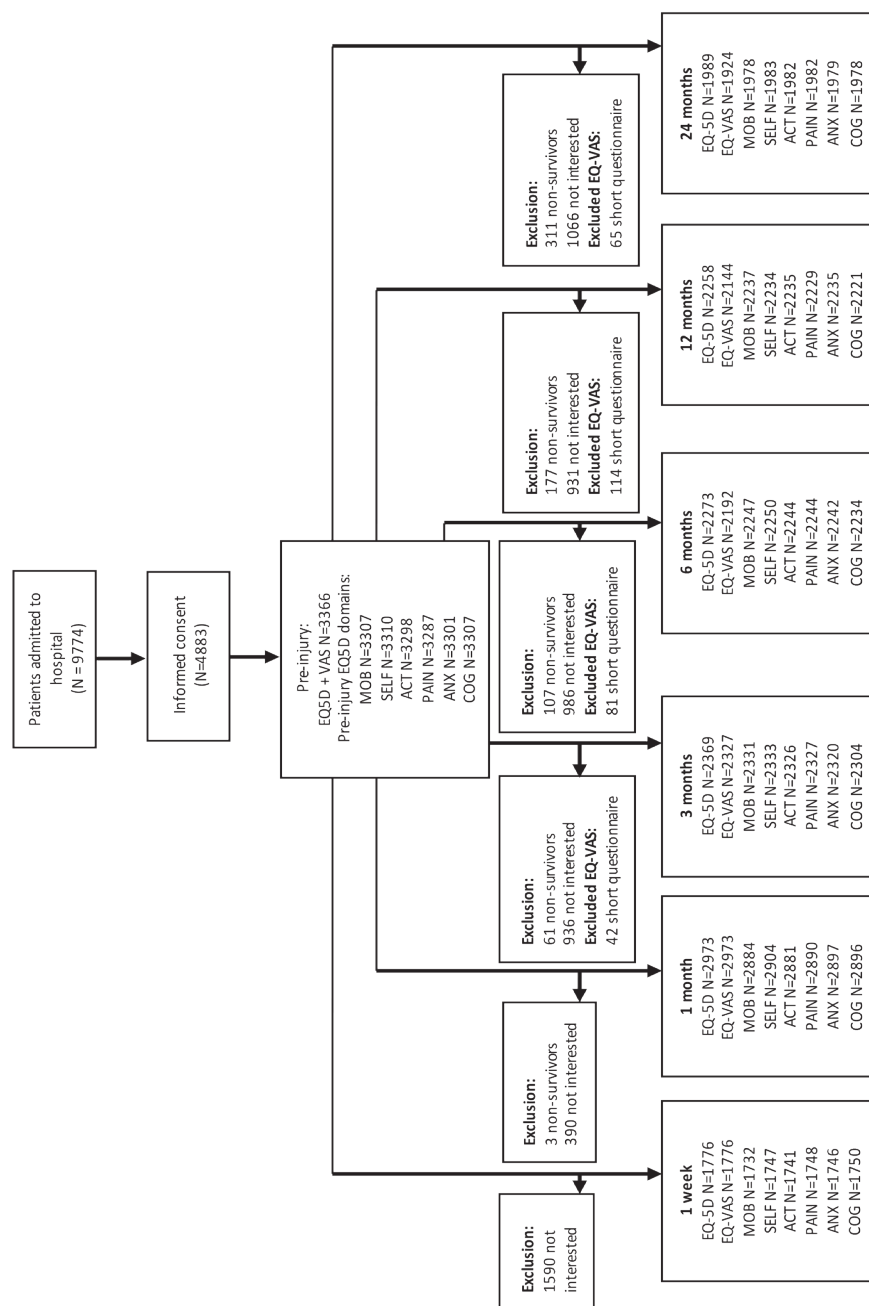 Patients admitted to
hospital
(N = 9774)
Informed consent
(N=4883)
Pre-injury:
EQ5D + VAS N=3366
Pre-injury EQ5D domains:
MOB N=3307
SELF N=3310
ACT N=3298
PAIN N=3287
ANX N=3301
COG N=3307
Exclusion:
1590 not
interested
Exclusion:
3 non-survivors
390 not interested
Exclusion:
61 non-survivors
936 not interested
Excluded EQ-VAS:
42 short questionnaire
Exclusion:
107 non-survivors
986 not interested
Excluded EQ-VAS:
81 short questionnaire
Exclusion:
177 non-survivors
931 not interested
Excluded EQ-VAS:
114 short questionnaire
Exclusion:
311 non-survivors
1066 not interested
Excluded EQ-VAS:
65 short questionnaire
1 week
EQ-5D N=1776
EQ-VAS N=1776
MOB N=1732
SELF N=1747
ACT N=1741
PAIN N=1748
ANX N=1746
COG N=1750
1 month
EQ-5D N=2973
EQ-VAS N=2973
MOB N=2884
SELF N=2904
ACT N=2881
PAIN N=2890
ANX N=2897
COG N=2896
3 months
EQ-5D N=2369
EQ-VAS N=2327
MOB N=2331
SELF N=2333
ACT N=2326
PAIN N=2327
ANX N=2320
COG N=2304
6 months
EQ-5D N=2273
EQ-VAS N=2192
MOB N=2247
SELF N=2250
ACT N=2244
PAIN N=2244
ANX N=2242
COG N=2234
12 months
EQ-5D N=2258
EQ-VAS N=2144
MOB N=2237
SELF N=2234
ACT N=2235
PAIN N=2229
ANX N=2235
COG N=2221
24 months
EQ-5D N=1989
EQ-VAS N=1924
MOB N=1978
SELF N=1983
ACT N=1982
PAIN N=1982
ANX N=1979
COG N=1978